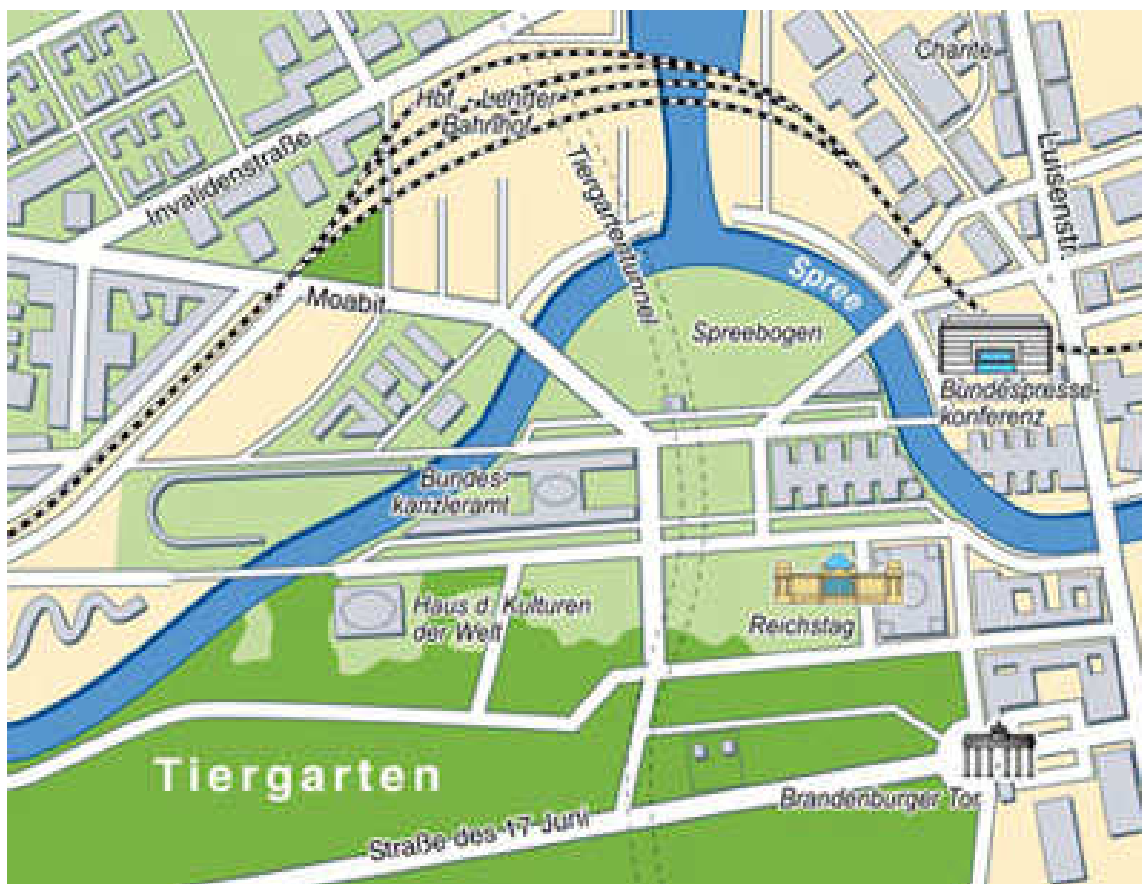 Charite
Hbf. - Lehrter
Bahnhof
Invalidenstraße
Luisenstr.
Tiergartentunnel
Spree
Moabit
Spreebogen
Bundespresse-
konferenz
Bundes-
kanzleramt
Haus d. Kulturen
der Welt
Reichstag
Tiergarten
Brandenburger Tor
Straße des 17 Juni